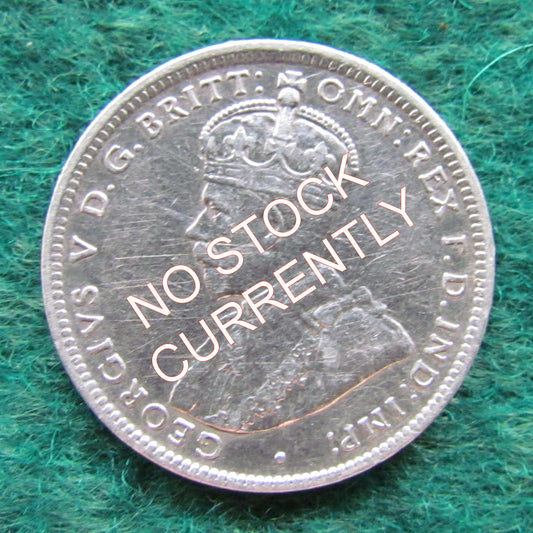 GEORGIVS V D.G. BRITT: OMN: REX F.D. IND: IMP:
NO STOCK
CURRENTLY